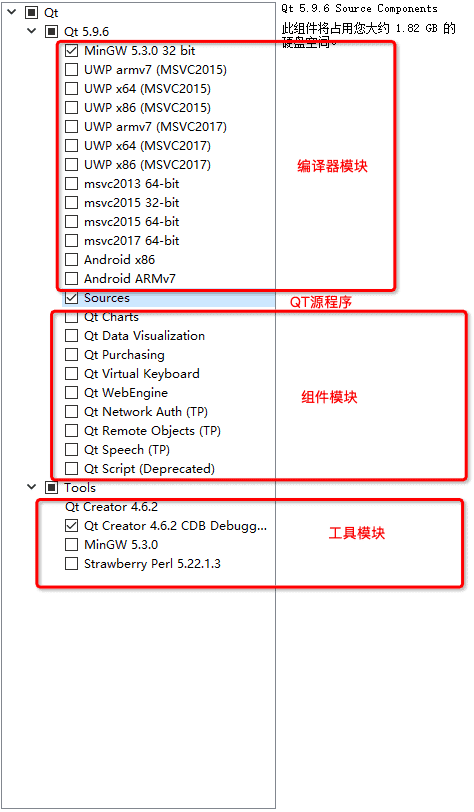 Qt
Qt 5.9.6
MinGW 5.3.0 32 bit
UWP armv7 (MSVC2015)
UWP x64 (MSVC2015)
UWP x86 (MSVC2015)
UWP armv7 (MSVC2017)
UWP x64 (MSVC2017)
UWP x86 (MSVC2017)
msvc2013 64-bit
msvc2015 32-bit
msvc2015 64-bit
msvc2017 64-bit
Android x86
Android ARMv7
Sources
Qt Charts
Qt Data Visualization
Qt Purchasing
Qt Virtual Keyboard
Qt WebEngine
Qt Network Auth (TP)
Qt Remote Objects (TP)
Qt Speech (TP)
Qt Script (Deprecated)
Tools
Qt Creator 4.6.2
Qt Creator 4.6.2 CDB Debugg...
MinGW 5.3.0
Strawberry Perl 5.22.1.3
Qt 5.9.6 Source Components
此组件将占用您大约 1.82 GB 的
硬盘空间。
编译器模块
QT源程序
组件模块
工具模块